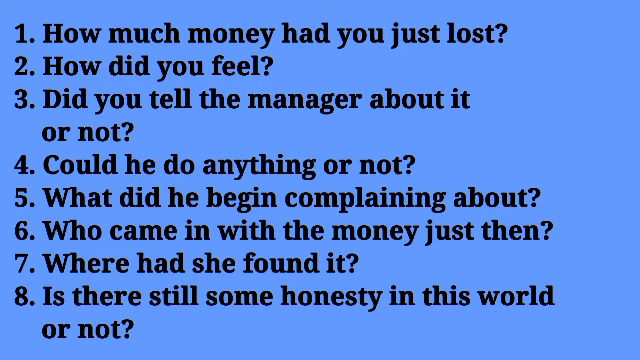 1. How much money had you just lost?
2. How did you feel?
3. Did you tell the manager about it
or not?
4. Could he do anything or not?
5. What did he begin complaining about?
6. Who came in with the money just then?
7. Where had she found it?
8. Is there still some honesty in this world
or not?